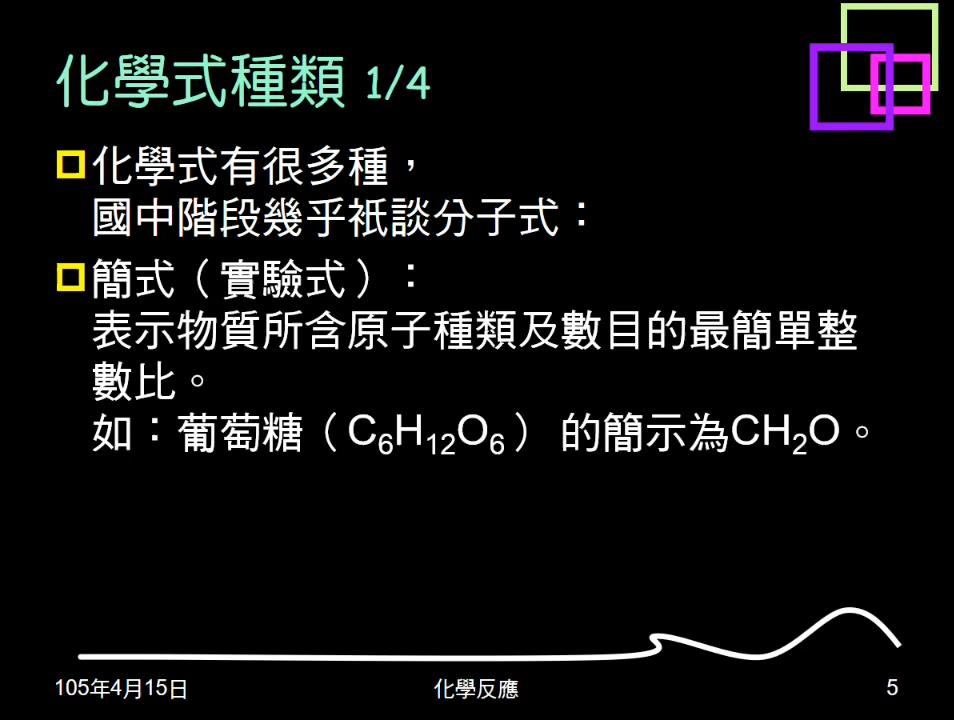 化學式種類 1/4
化學式有很多種，
國中階段幾乎衹談分子式：
簡式（實驗式）：
表示物質所含原子種類及數目的最簡單整
數比。
如：葡萄糖（C₆H₁₂O₆） 的簡示為CH₂O。
105年4月15日
化學反應
5